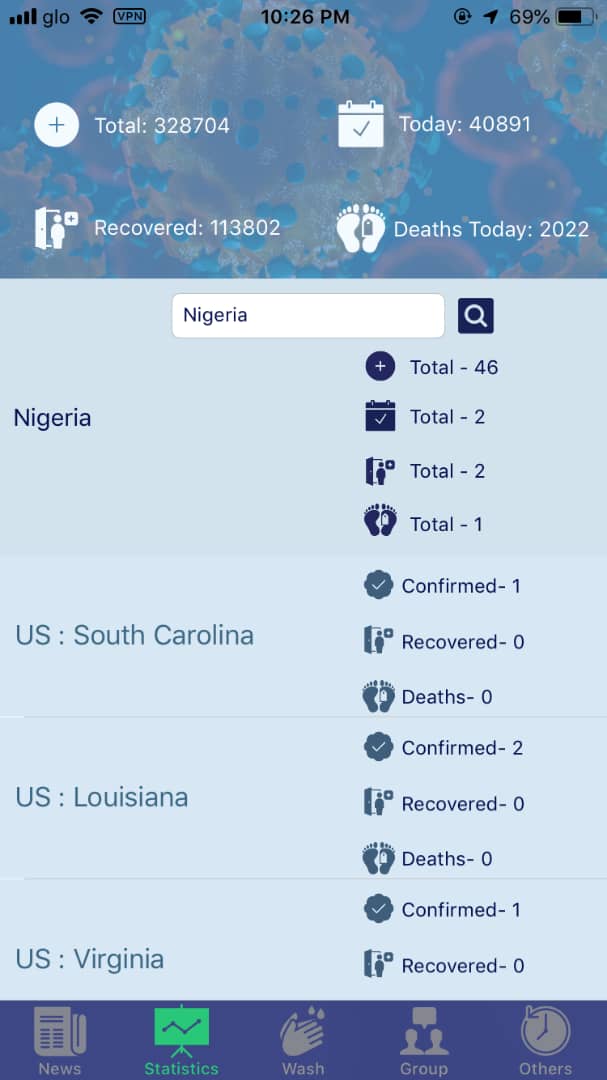 glo VPN 10:26 PM 69%
Total: 328704 Today: 40891
Recovered: 113802 Deaths Today: 2022
Nigeria
Nigeria
Total - 46
Total - 2
Total - 2
Total - 1
US : South Carolina
Confirmed- 1
Recovered- 0
Deaths- 0
US : Louisiana
Confirmed- 2
Recovered- 0
Deaths- 0
US : Virginia
Confirmed- 1
Recovered- 0
News Statistics Wash Group Others